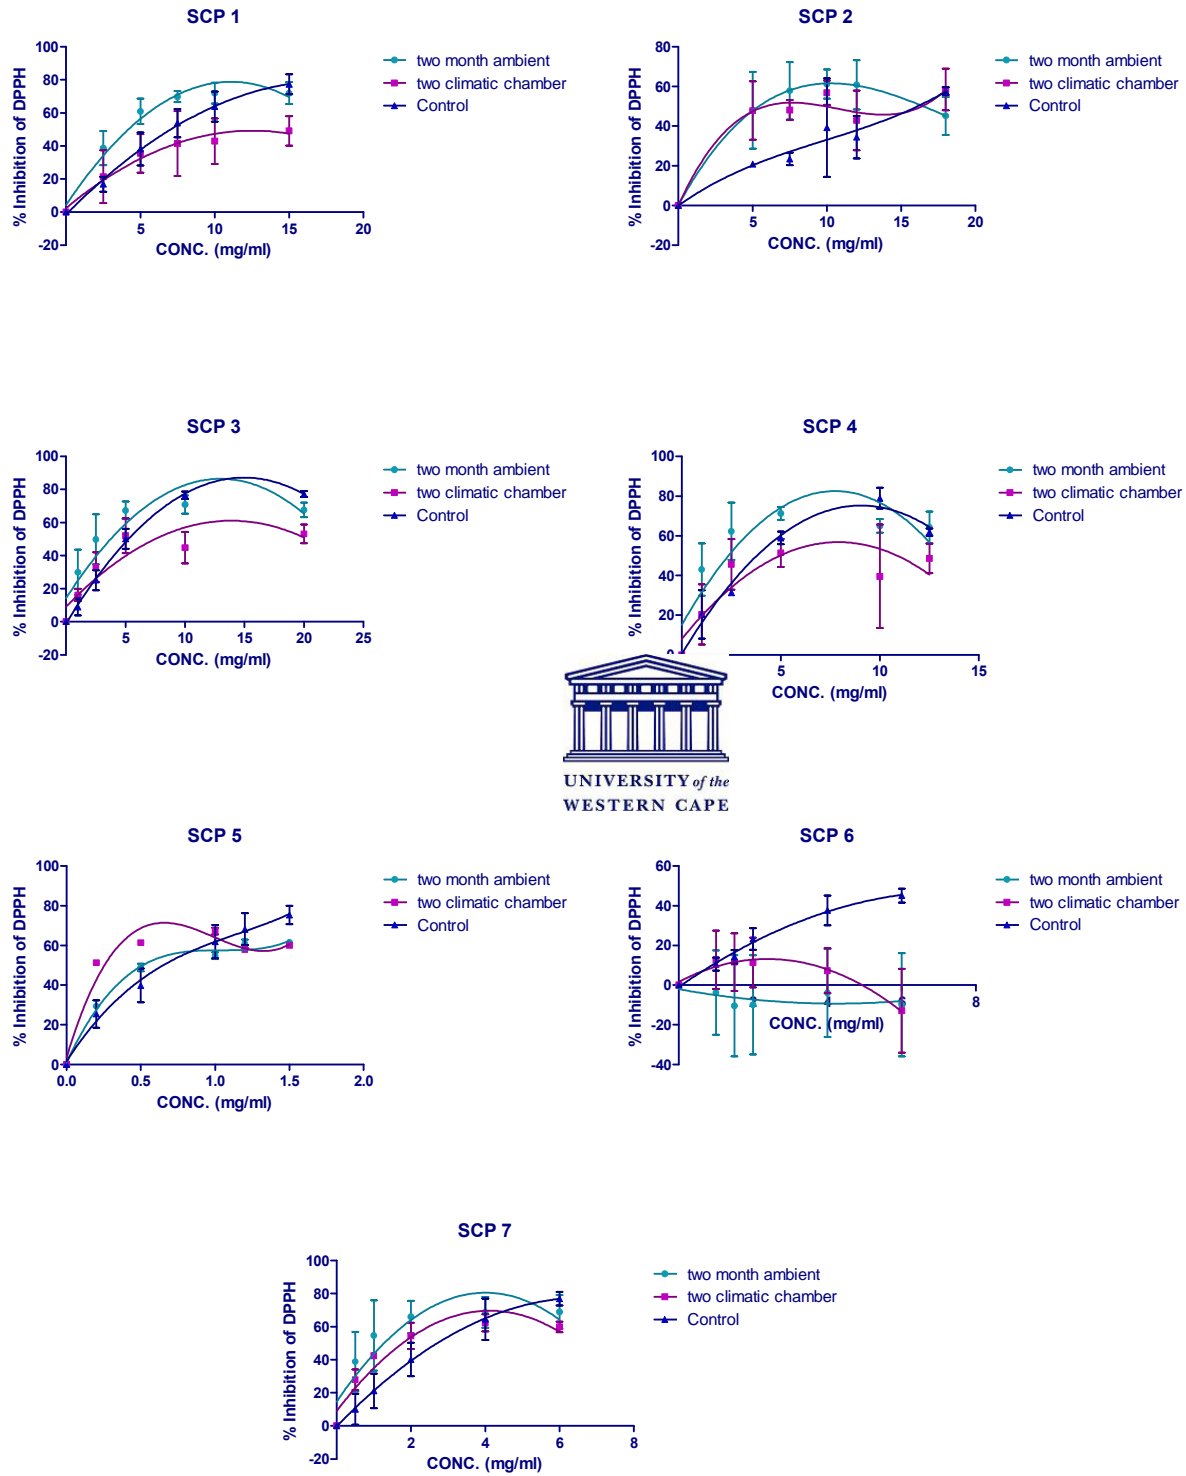 SCP 1
% Inhibition of DPPH
100
80
60
40
20
0
-20
5
10
15
20
CONC. (mg/ml)
two month ambient
two climatic chamber
Control
SCP 2
% Inhibition of DPPH
80
60
40
20
0
-20
5
10
15
20
CONC. (mg/ml)
two month ambient
two climatic chamber
Control
SCP 3
% Inhibition of DPPH
100
80
60
40
20
0
-20
5
10
15
20
25
CONC. (mg/ml)
two month ambient
two climatic chamber
Control
SCP 4
% Inhibition of DPPH
100
80
60
40
20
5
10
15
CONC. (mg/ml)
two month ambient
two climatic chamber
Control
UNIVERSITY of the
WESTERN CAPE
SCP 5
% Inhibition of DPPH
100
80
60
40
20
0
0.0
0.5
1.0
1.5
2.0
CONC. (mg/ml)
two month ambient
two climatic chamber
Control
SCP 6
% Inhibition of DPPH
60
40
20
0
-20
-40
8
CONC. (mg/ml)
two month ambient
two climatic chamber
Control
SCP 7
% Inhibition of DPPH
100
80
60
40
20
0
-20
2
4
6
8
CONC. (mg/ml)
two month ambient
two climatic chamber
Control